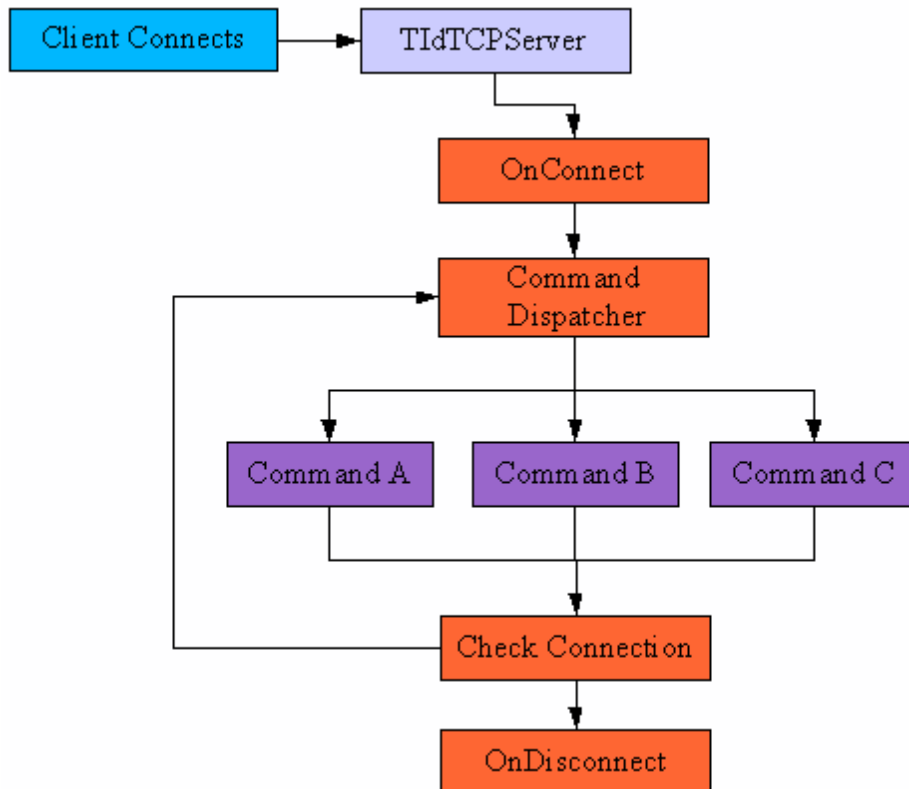 Client Connects
TIdTCPServer
OnConnect
Command
Dispatcher
Command A
Command B
Command C
Check Connection
OnDisconnect